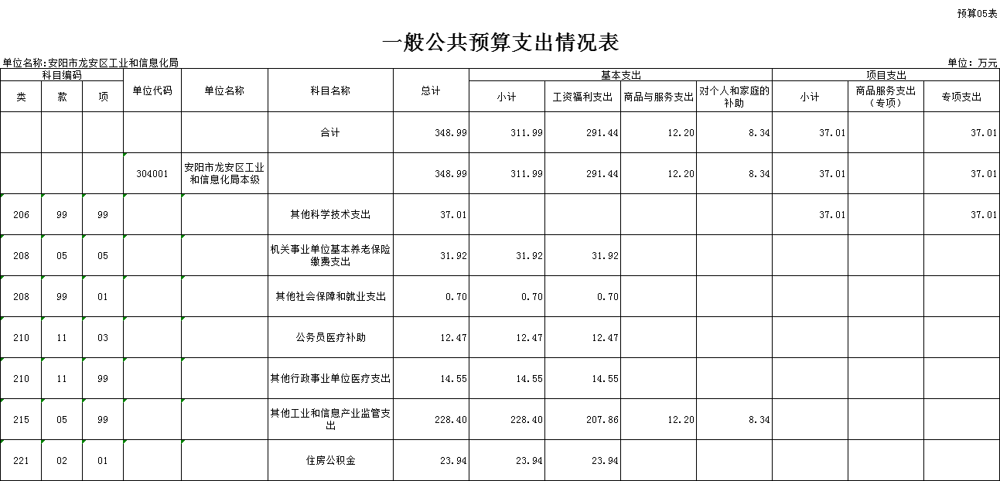 预算05表
一般公共预算支出情况表
单位名称:安阳市龙安区工业和信息化局 单位: 万元
科目编码 单位代码 单位名称 科目名称 总计 基本支出 项目支出
类 款 项 小计 工资福利支出 商品与服务支出 对个人和家庭的 小计 商品服务支出 专项支出
补助 （专项）
合计 348.99 311.99 291.44 12.20 8.34 37.01 37.01
304001 安阳市龙安区工业 348.99 311.99 291.44 12.20 8.34 37.01 37.01
和信息化局本级
206 99 99 其他科学技术支出 37.01 37.01 37.01
208 05 05 机关事业单位基本养老保险 31.92 31.92 31.92
缴费支出
208 99 01 其他社会保障和就业支出 0.70 0.70 0.70
210 11 03 公务员医疗补助 12.47 12.47 12.47
210 11 99 其他行政事业单位医疗支出 14.55 14.55 14.55
215 05 99 其他工业和信息产业监管支 228.40 228.40 207.86 12.20 8.34
出
221 02 01 住房公积金 23.94 23.94 23.94